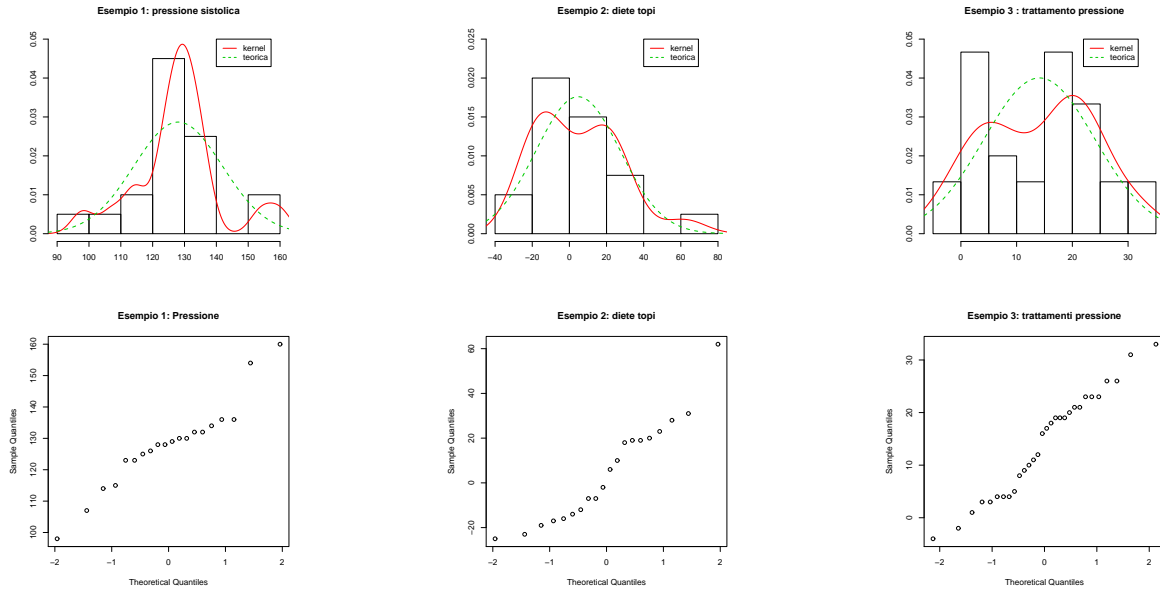 Esempio 1: pressione sistolica
0.05
0.04
0.03
0.02
0.01
0.00
kernel
teorica
90 100 110 120 130 140 150 160
Esempio 2: diete topi
0.025
0.020
0.015
0.010
0.005
0.000
kernel
teorica
−40 −20 0 20 40 60 80
Esempio 3 : trattamento pressione
0.05
0.04
0.03
0.02
0.01
0.00
kernel
teorica
0 10 20 30
Esempio 1: Pressione
Sample Quantiles
160
150
140
130
120
110
100
−2 −1 0 1 2
Theoretical Quantiles
Esempio 2: diete topi
Sample Quantiles
60
40
20
0
−20
−2 −1 0 1 2
Theoretical Quantiles
Esempio 3: trattamenti pressione
Sample Quantiles
30
20
10
0
−2 −1 0 1 2
Theoretical Quantiles